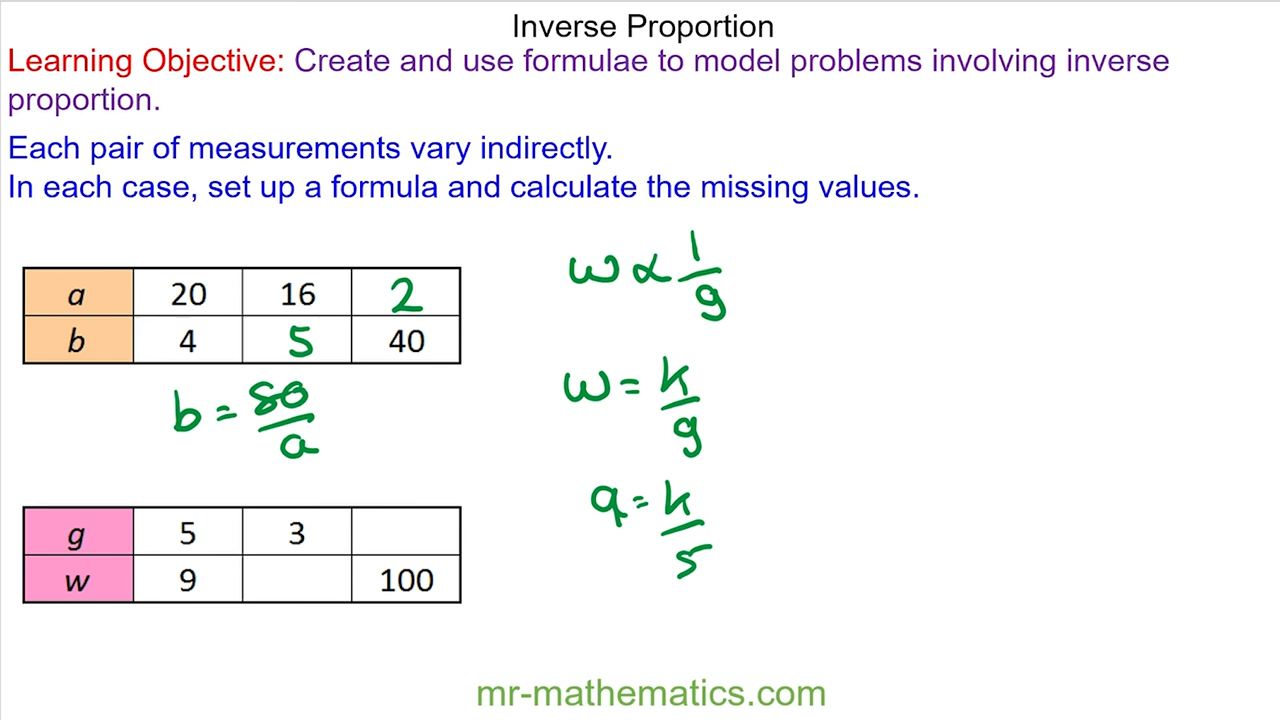 Inverse Proportion
Learning Objective: Create and use formulae to model problems involving inverse
proportion.
Each pair of measurements vary indirectly.
In each case, set up a formula and calculate the missing values.
a 20 16 2
b 4 5 40
b = 80/a
g 5 3
w 9 100
w ∝ 1/g
w = k/g
9 = k/5
mr-mathematics.com